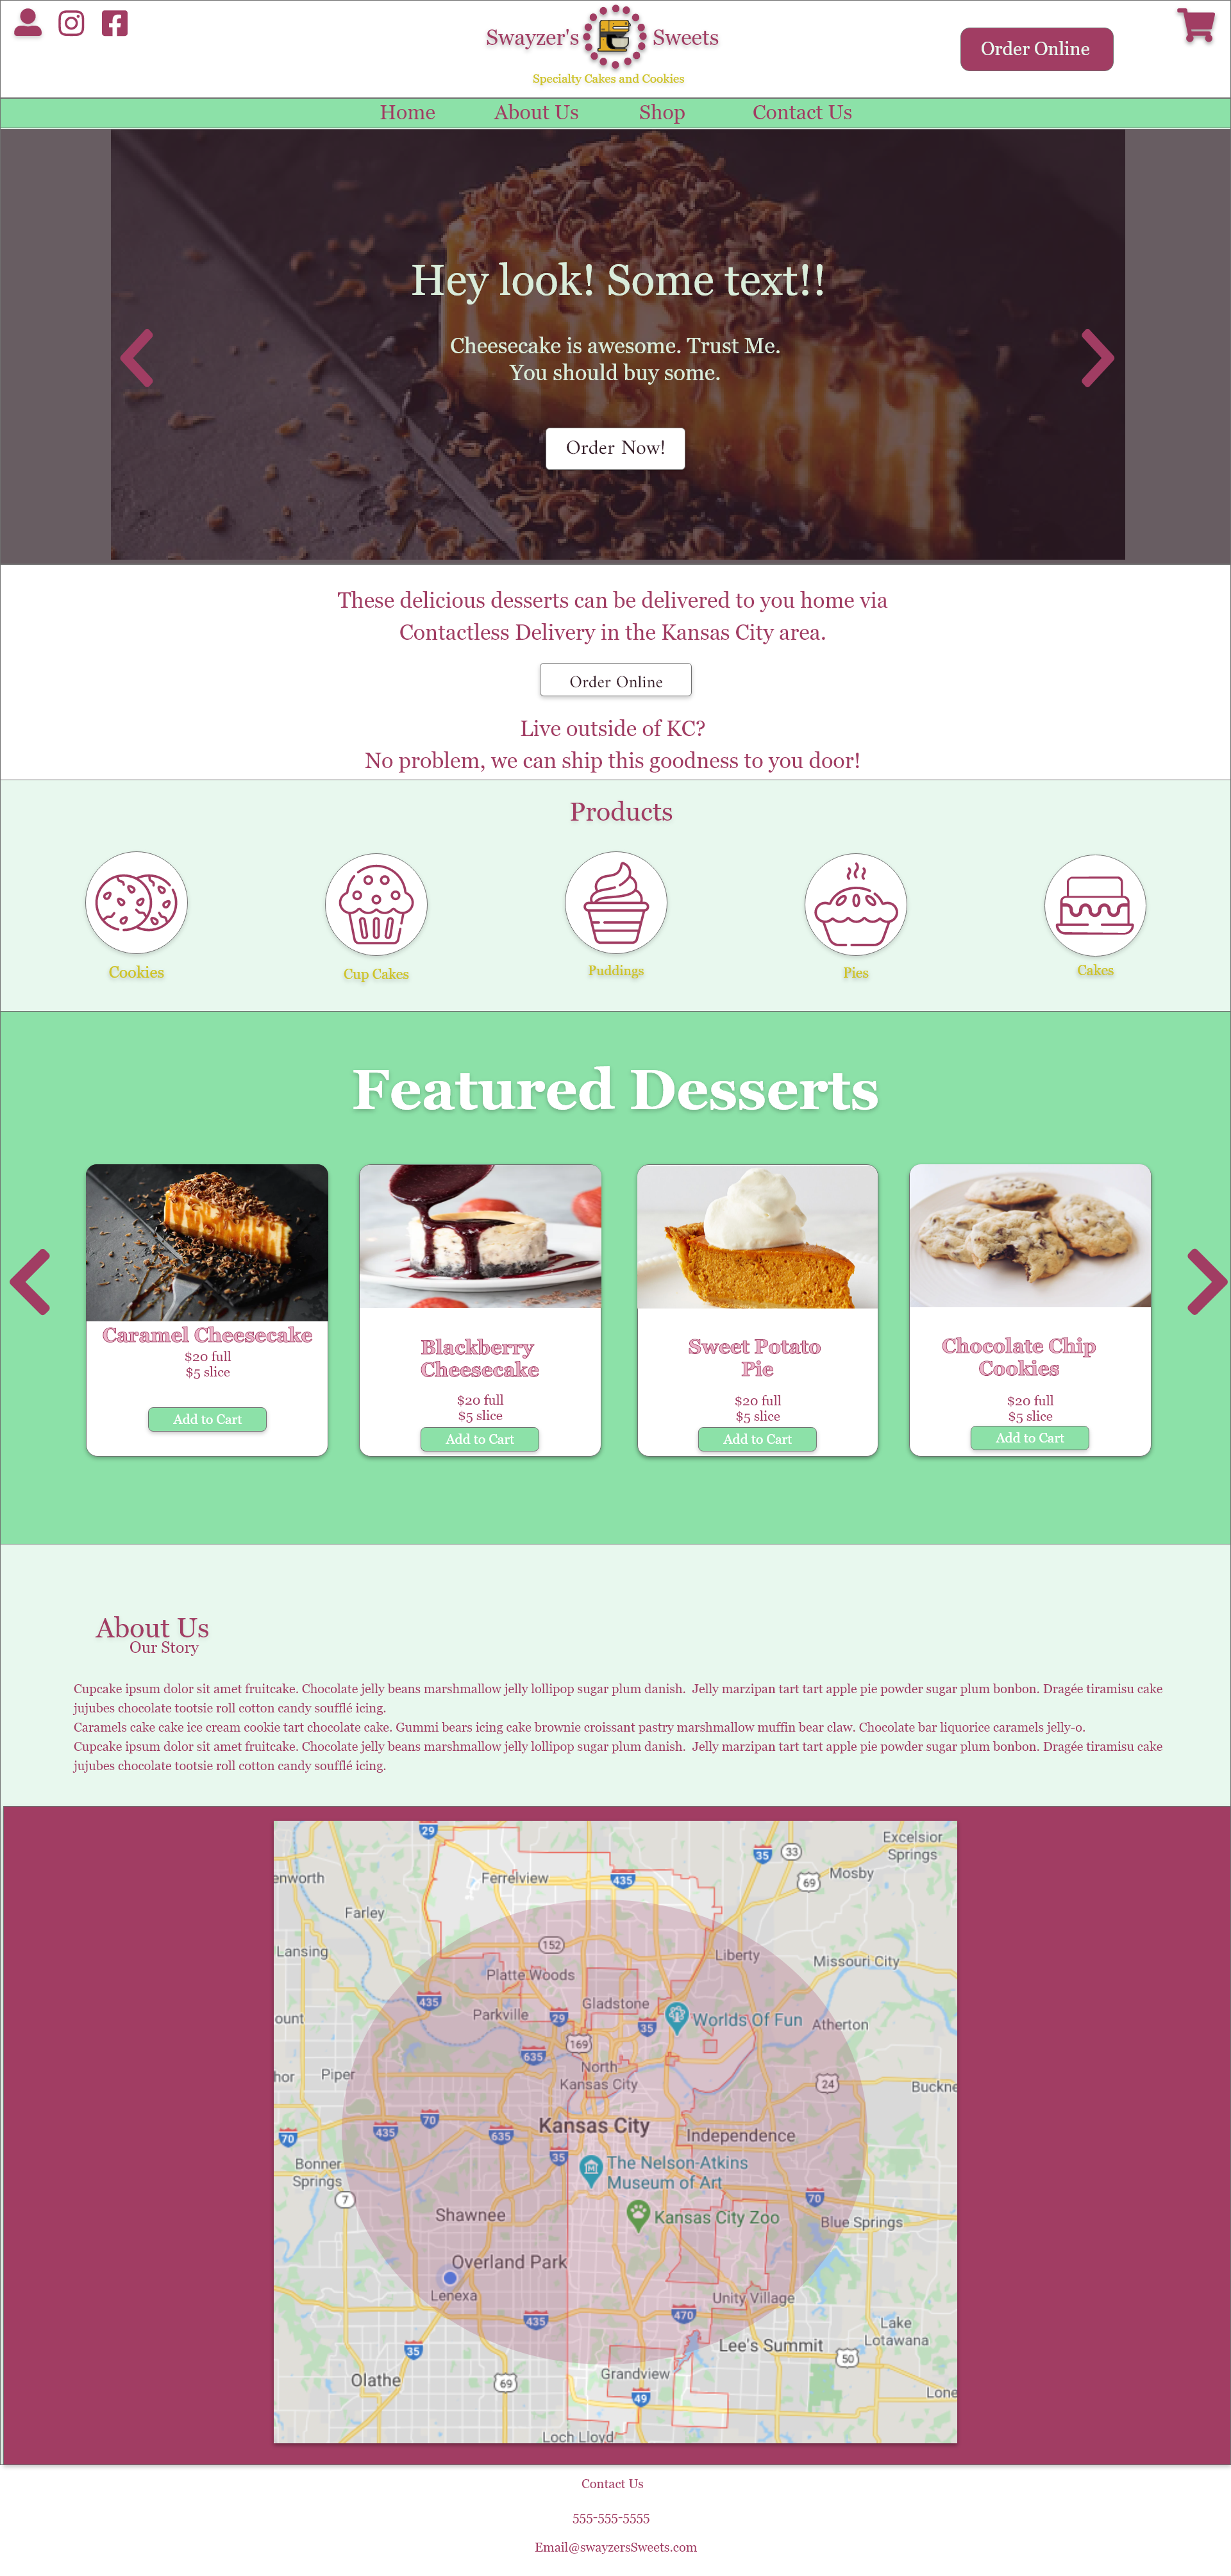 Swayzer's Sweets
Specialty Cakes and Cookies
Order Online
Home About Us Shop Contact Us
Hey look! Some text!!
Cheesecake is awesome. Trust Me.
You should buy some.
Order Now!
These delicious desserts can be delivered to you home via
Contactless Delivery in the Kansas City area.
Order Online
Live outside of KC?
No problem, we can ship this goodness to you door!
Products
Cookies
Cup Cakes
Puddings
Pies
Cakes
Featured Desserts
Caramel Cheesecake
$20 full
$5 slice
Add to Cart
Blackberry
Cheesecake
$20 full
$5 slice
Add to Cart
Sweet Potato
Pie
$20 full
$5 slice
Add to Cart
Chocolate Chip
Cookies
$20 full
$5 slice
Add to Cart
About Us
Our Story
Cupcake ipsum dolor sit amet fruitcake. Chocolate jelly beans marshmallow jelly lollipop sugar plum danish. Jelly marzipan tart tart apple pie powder sugar plum bonbon. Dragée tiramisu cake
jujubes chocolate tootsie roll cotton candy soufflé icing.
Caramels cake cake ice cream cookie tart chocolate cake. Gummi bears icing cake brownie croissant pastry marshmallow muffin bear claw. Chocolate bar liquorice caramels jelly-o.
Cupcake ipsum dolor sit amet fruitcake. Chocolate jelly beans marshmallow jelly lollipop sugar plum danish. Jelly marzipan tart tart apple pie powder sugar plum bonbon. Dragée tiramisu cake
jujubes chocolate tootsie roll cotton candy soufflé icing.
29
35
33
Excelsior
Springs
enworth
Ferrelview
435
69
Mosby
Farley
Lansing
152
Liberty
Missouri City
Platte Woods
435
Parkville
29
Gladstone
35
Worlds Of Fun
Atherton
ount
169
635
North
Kansas City
hor
Piper
24
Buckne
70
435
70
635
Kansas City
35
Independence
Bonner
Springs
The Nelson-Atkins
Museum of Art
7
70
Shawnee
Kansas City Zoo
Blue Springs
Overland Park
Lenexa
Unity Village
435
470
Lake
Lotawana
35
Lee's Summit
50
Olathe
69
Grandview
49
Lone
Loch Lloyd
Contact Us
555-555-5555
Email@swayzersSweets.com